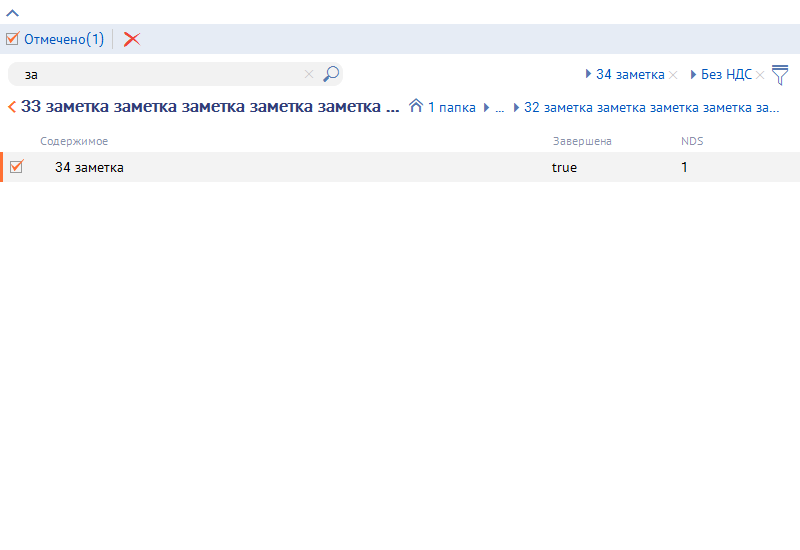 Отмечено(1)
за 34 заметка Без НДС
33 заметка заметка заметка заметка заметка ... 1 папка ... 32 заметка заметка заметка заметка за...
Содержимое Завершена NDS
34 заметка true 1